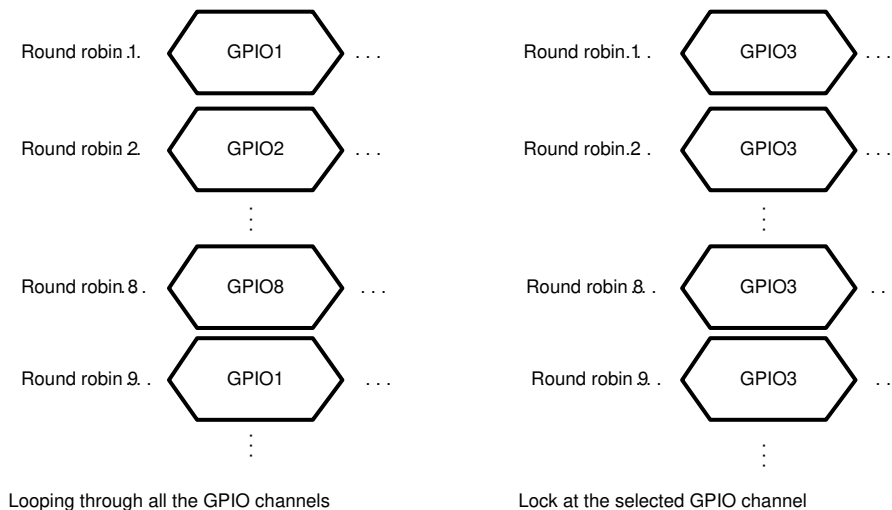 Round robin 1. . . GPIO1 . . .
Round robin 2. . . GPIO2 . . .
Round robin 8. . . GPIO8 . . .
Round robin 9. . . GPIO1 . . .
Looping through all the GPIO channels
Round robin 1. . . GPIO3 . . .
Round robin 2. . . GPIO3 . . .
Round robin 8. . . GPIO3 . .
Round robin 9. . . GPIO3 . .
Lock at the selected GPIO channel